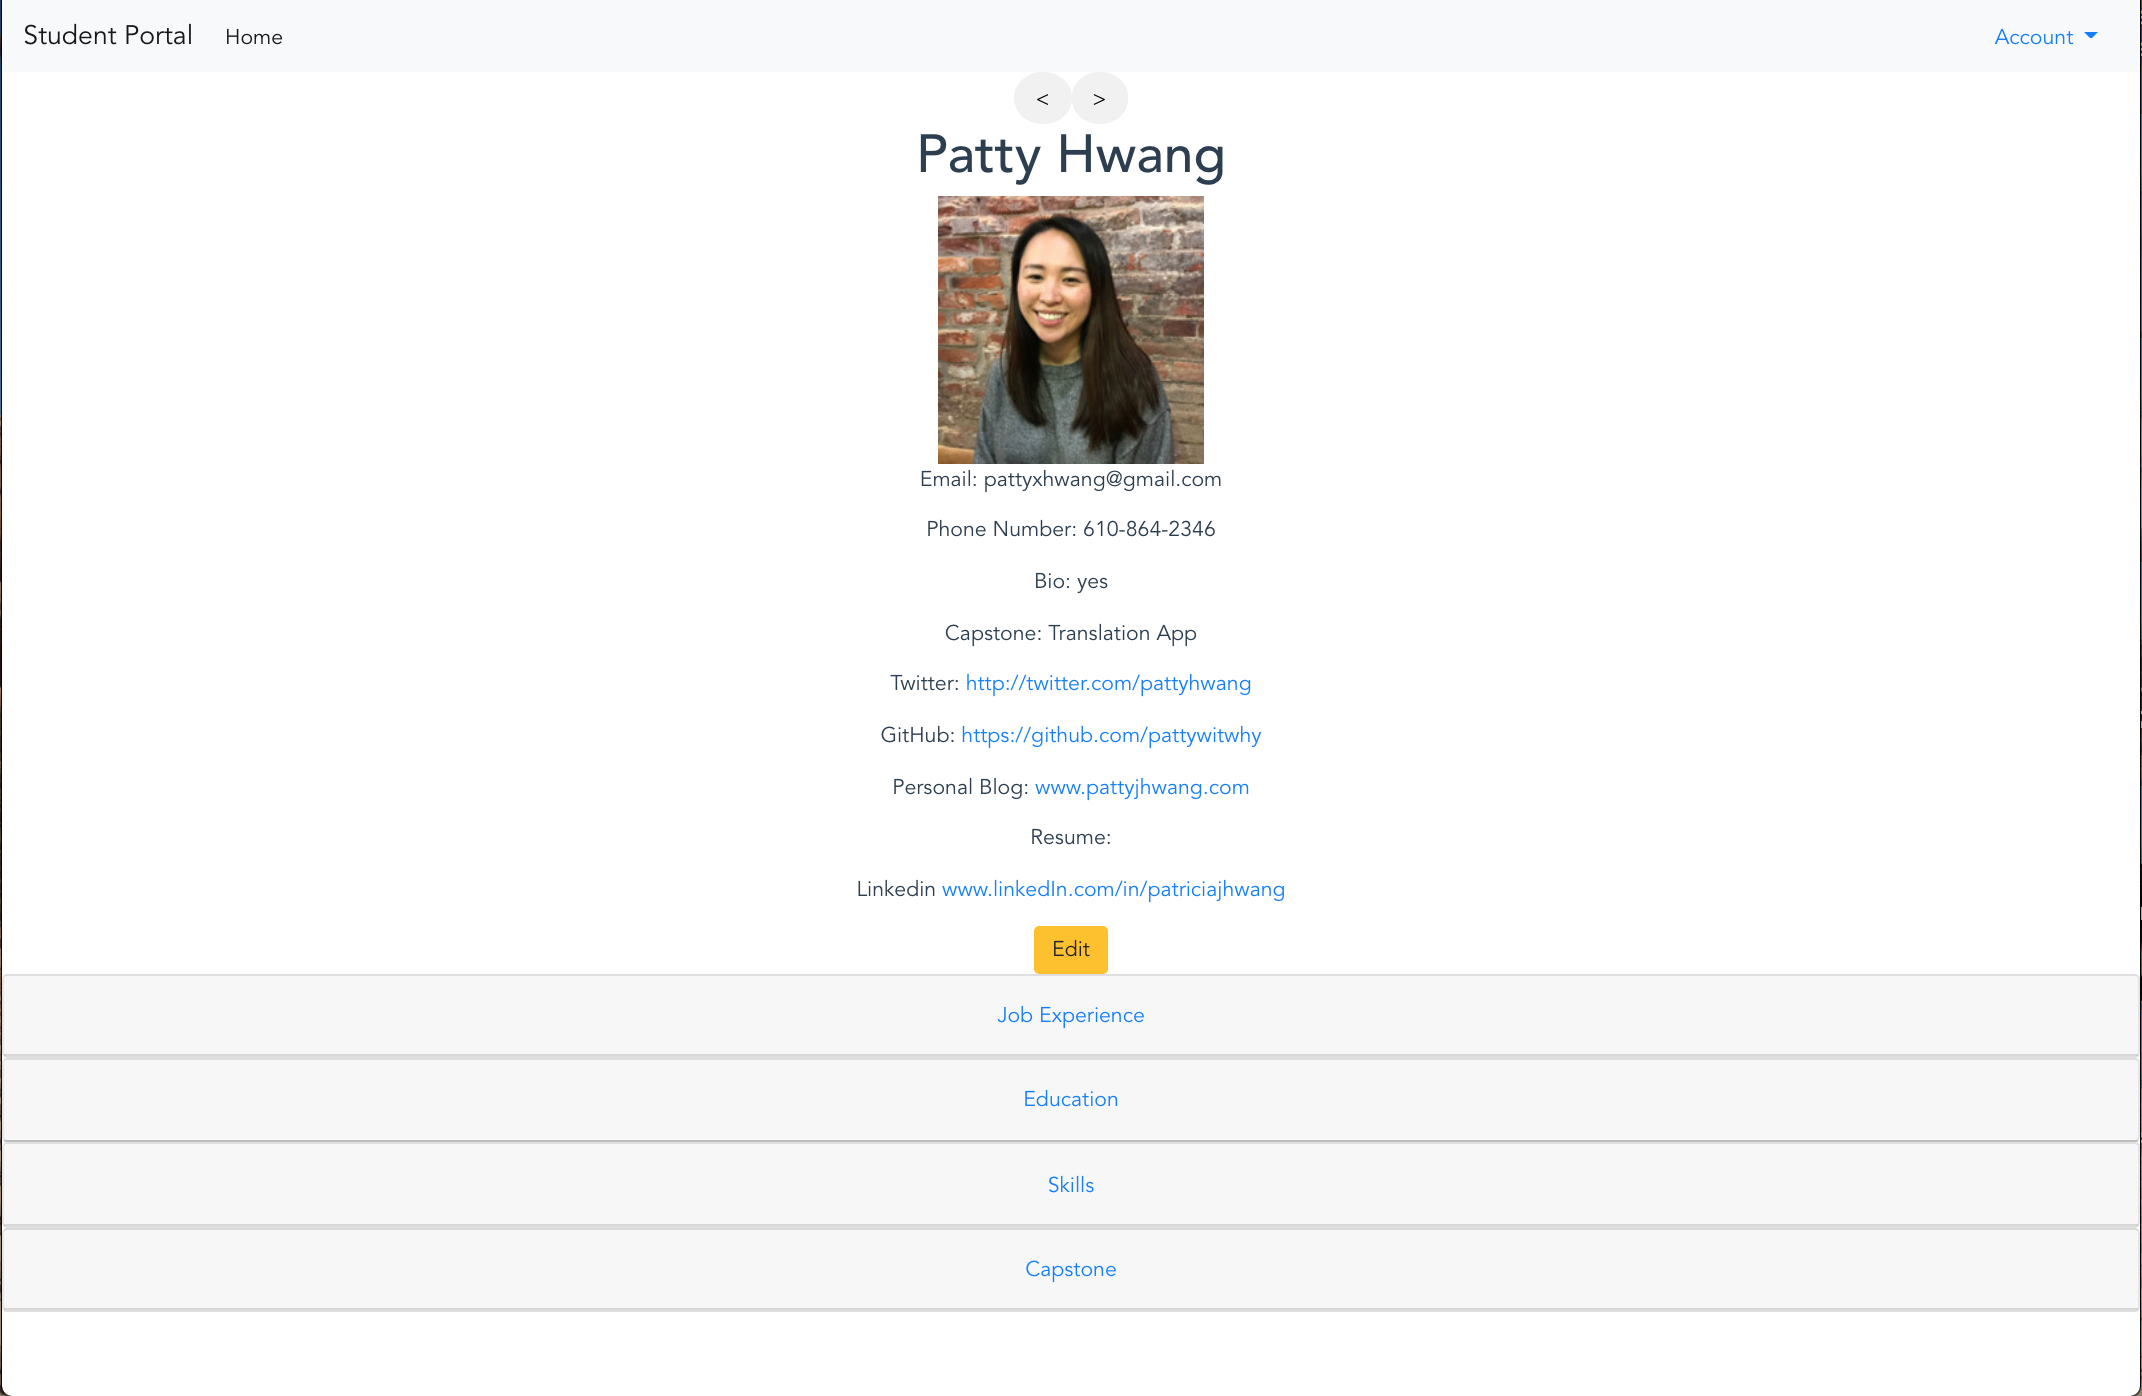 Student Portal Home Account
< >
Patty Hwang
Email: pattyxhwang@gmail.com
Phone Number: 610-864-2346
Bio: yes
Capstone: Translation App
Twitter: http://twitter.com/pattyhwang
GitHub: https://github.com/pattywitwhy
Personal Blog: www.pattyjhwang.com
Resume:
Linkedin www.linkedIn.com/in/patriciajhwang
Edit
Job Experience
Education
Skills
Capstone